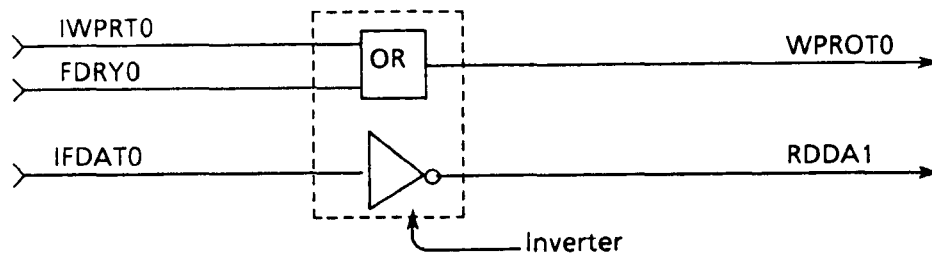 IWPRT0
OR
WPROT0
FDRY0
IFDAT0
RDDA1
Inverter